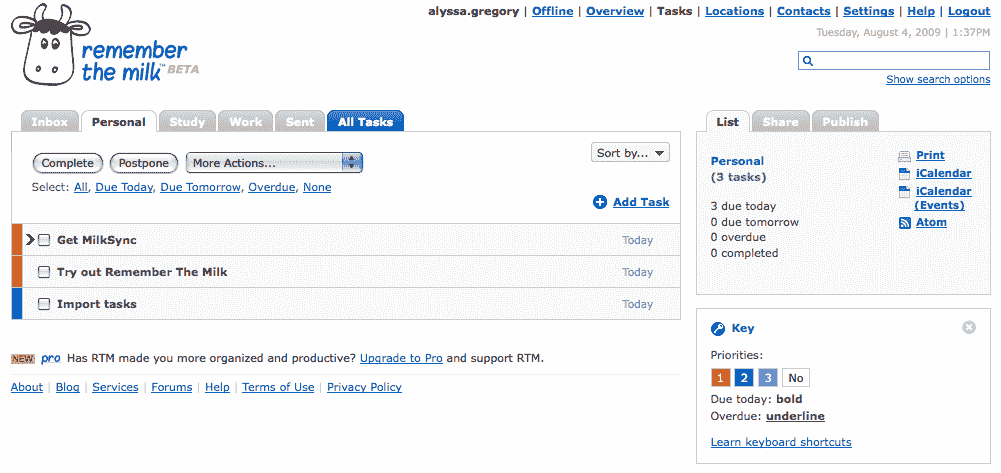 alyssa.gregory | Offline | Overview | Tasks | Locations | Contacts | Settings | Help | Logout
Tuesday, August 4, 2009 | 1:37PM
remember
the milk™ BETA
Show search options
Inbox Personal Study Work Sent All Tasks
Complete Postpone More Actions... Sort by...
Select: All, Due Today, Due Tomorrow, Overdue, None
Add Task
Get MilkSync Today
Try out Remember The Milk Today
Import tasks Today
NEW pro Has RTM made you more organized and productive? Upgrade to Pro and support RTM.
About | Blog | Services | Forums | Help | Terms of Use | Privacy Policy
List Share Publish
Personal
(3 tasks)
3 due today
0 due tomorrow
0 overdue
0 completed
Print
iCalendar
iCalendar
(Events)
Atom
Key
Priorities:
1 2 3 No
Due today: bold
Overdue: underline
Learn keyboard shortcuts